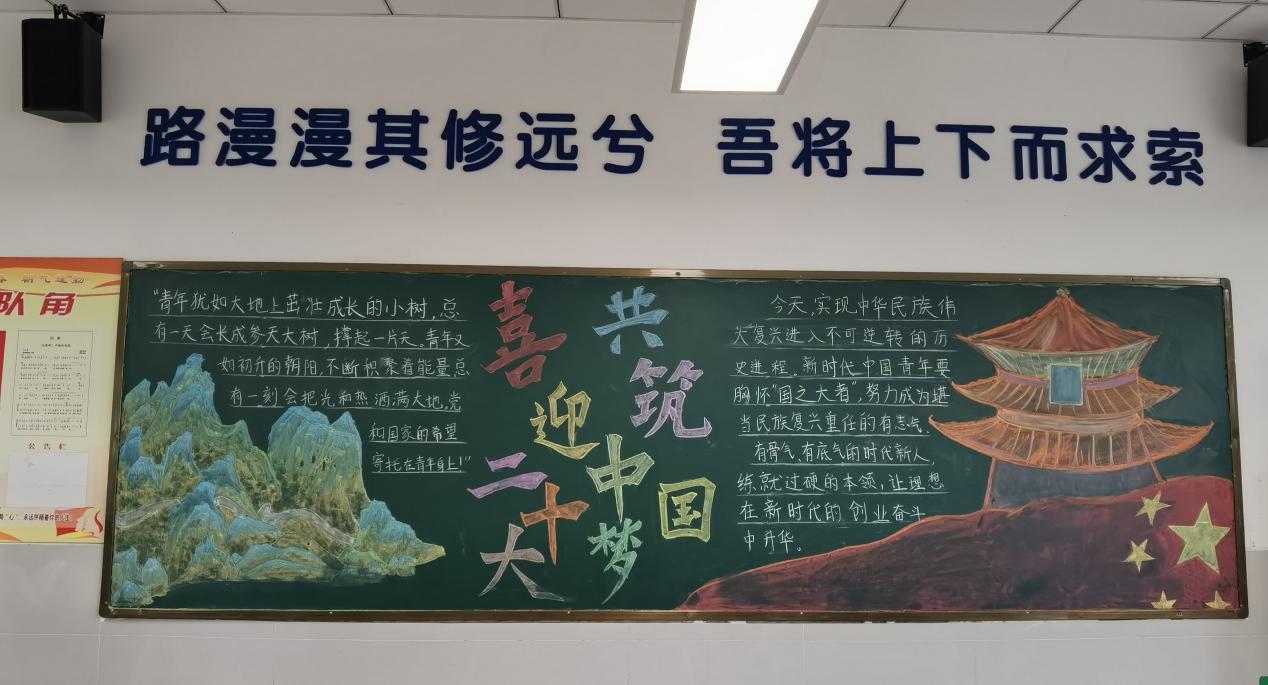 路漫漫其修远兮 吾将上下而求索
朝气蓬勃
队角
公告栏
"青年犹如大地上茁壮成长的小树,总
有一天会长成参天大树,撑起一片天。青年又
如初升的朝阳,不断积聚着能量,总
有一刻会把光和热洒满大地。党
和国家的希望
寄托在青年身上!"
喜迎二十大
共筑中国梦
今天,实现中华民族伟
大复兴进入不可逆转的历
史进程。新时代中国青年要
胸怀"国之大者",努力成为堪
当民族复兴重任的有志气、
有骨气、有底气的时代新人,
练就过硬的本领,让理想
在新时代的创业奋斗
中升华。